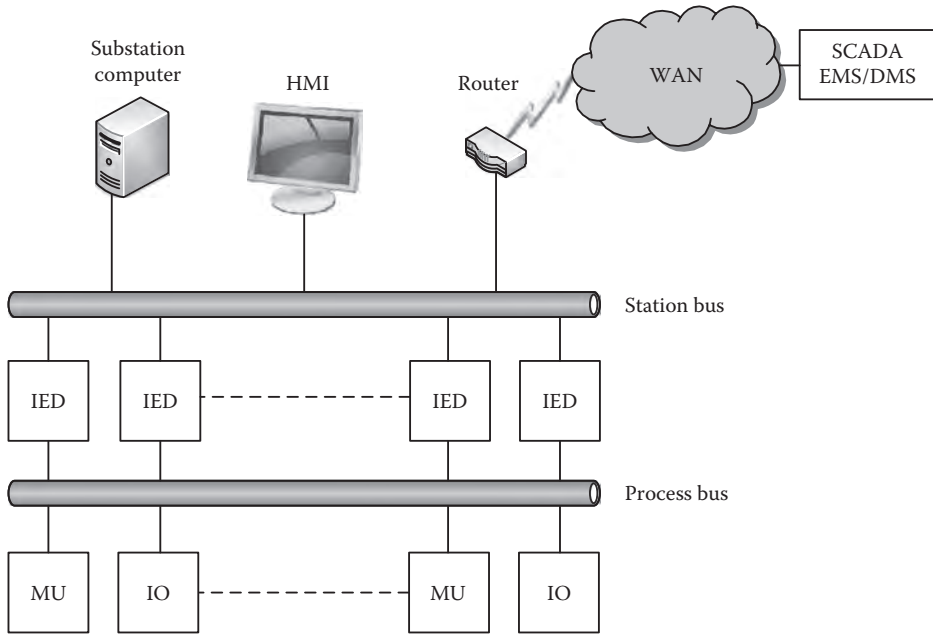 Substation
computer
HMI
Router
WAN
SCADA
EMS/DMS
Station bus
IED
IED
IED
IED
Process bus
MU
IO
MU
IO